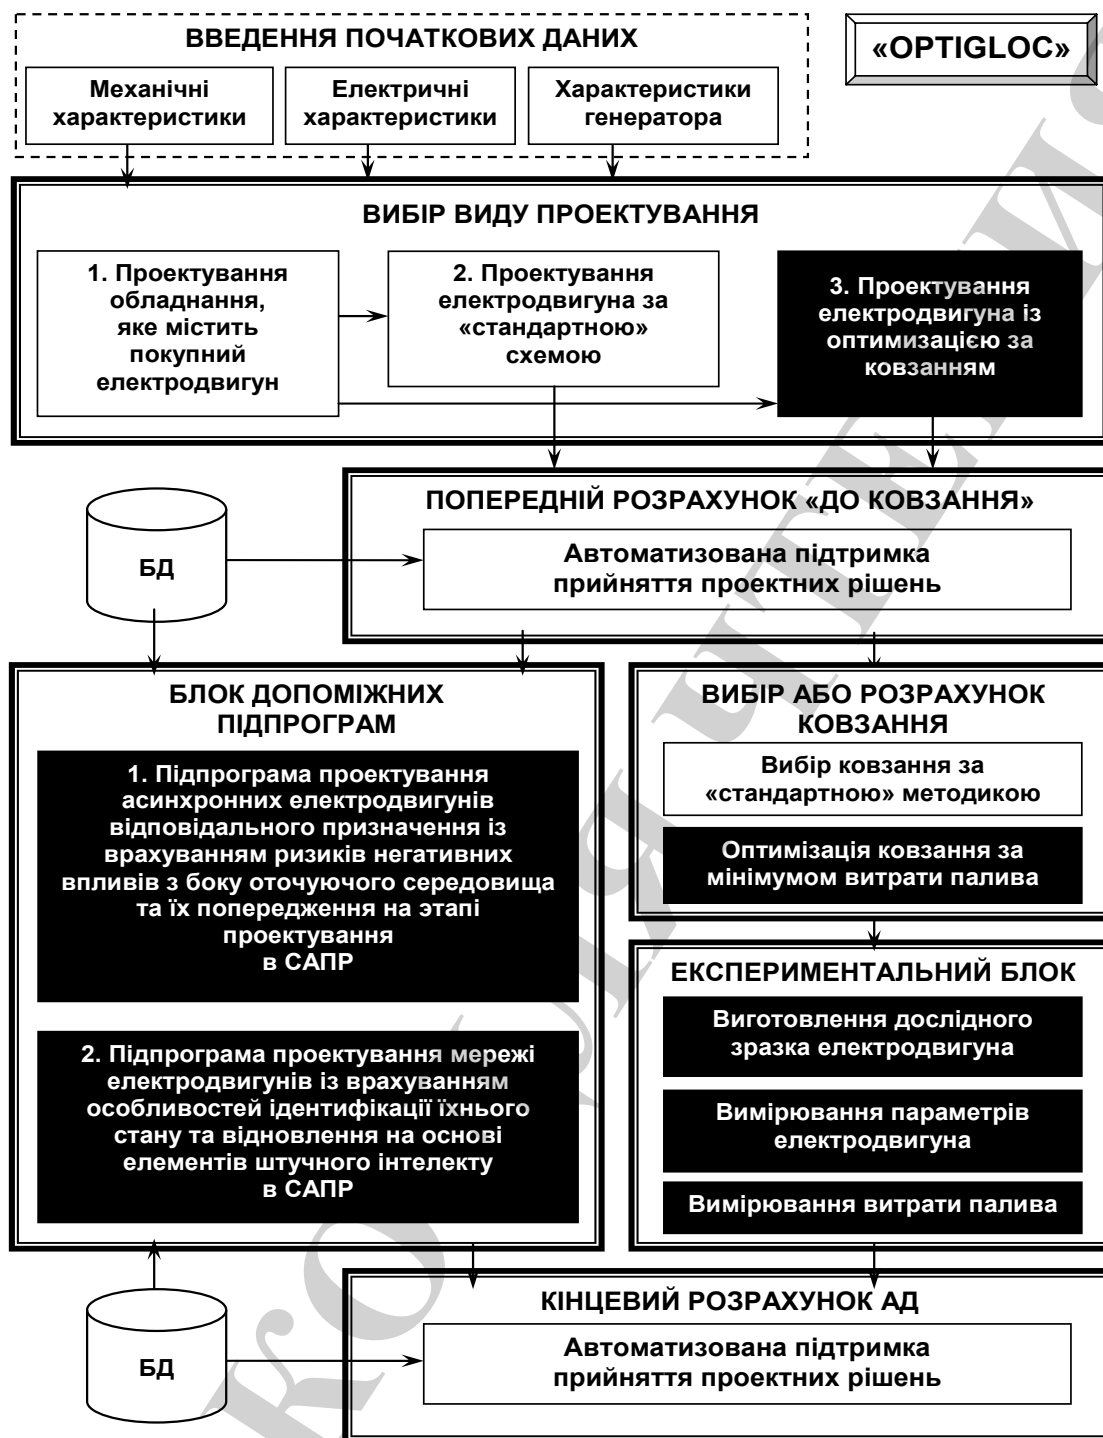 ВВЕДЕННЯ ПОЧАТКОВИХ ДАНИХ
«OPTIGLOC»
Механічні
характеристики
Електричні
характеристики
Характеристики
генератора
ВИБІР ВИДУ ПРОЕКТУВАННЯ
1. Проектування
обладнання,
яке містить
покупний
електродвигун
2. Проектування
електродвигуна за
«стандартною»
схемою
3. Проектування
електродвигуна із
оптимизацією за
ковзанням
ПОПЕРЕДНІЙ РОЗРАХУНОК «ДО КОВЗАННЯ»
Автоматизована підтримка
прийняття проектних рішень
БД
БЛОК ДОПОМІЖНИХ
ПІДПРОГРАМ
1. Підпрограма проектування
асинхронних електродвигунів
відповідального призначення із
врахуванням ризиків негативних
впливів з боку оточуючого середовища
та їх попередження на этапі
проектування
в САПР
2. Підпрограма проектування мережі
електродвигунів із врахуванням
особливостей ідентифікації їхнього
стану та відновлення на основі
елементів штучного інтелекту
в САПР
ВИБІР АБО РОЗРАХУНОК
КОВЗАННЯ
Вибір ковзання за
«стандартною» методикою
Оптимізація ковзання за
мінімумом витрати палива
ЕКСПЕРИМЕНТАЛЬНИЙ БЛОК
Виготовлення дослідного
зразка електродвигуна
Вимірювання параметрів
електродвигуна
Вимірювання витрати палива
БД
КІНЦЕВИЙ РОЗРАХУНОК АД
Автоматизована підтримка
прийняття проектних рішень